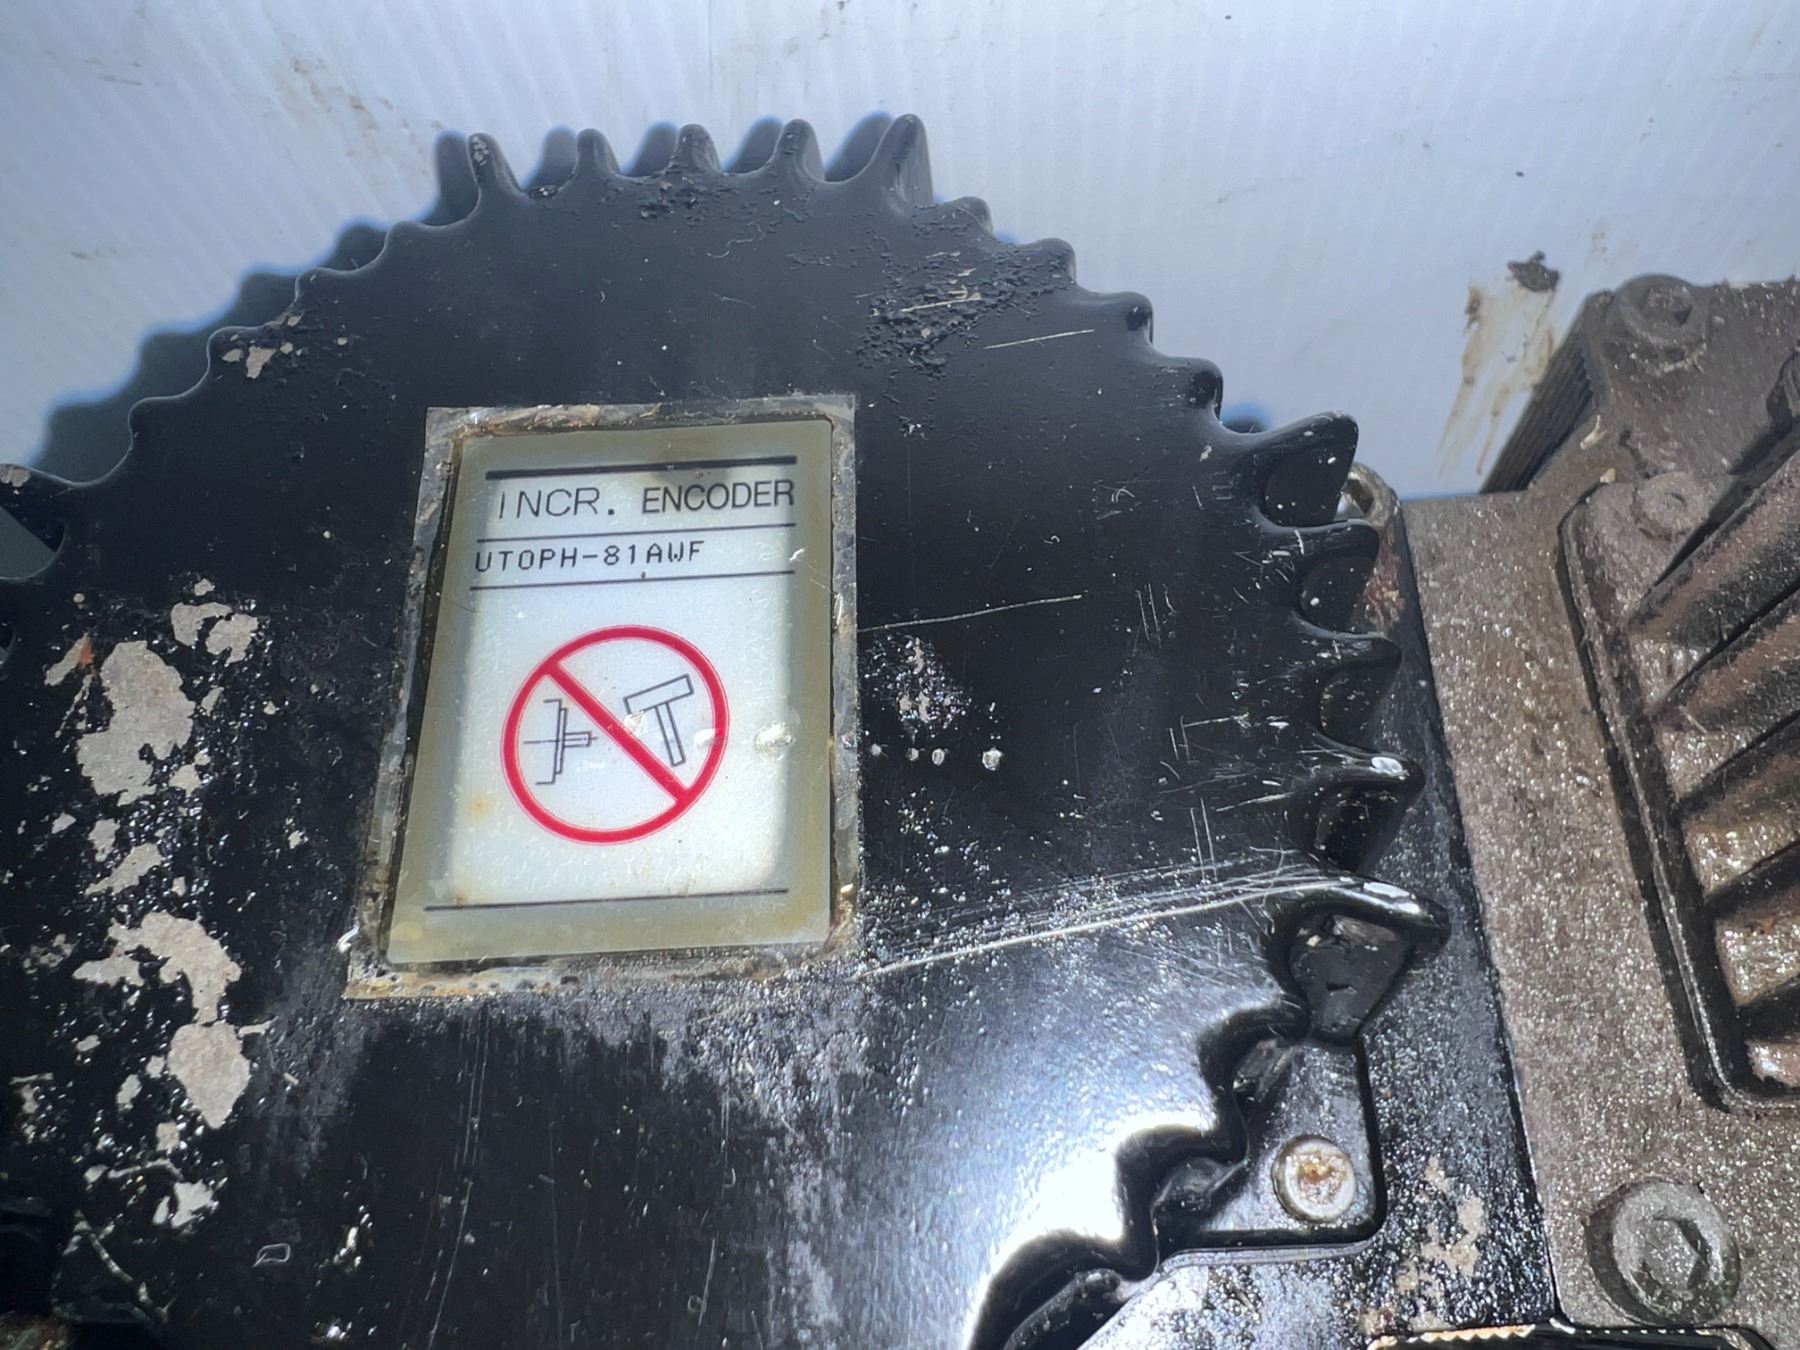 INCR. ENCODER
UTOPH-81AWF